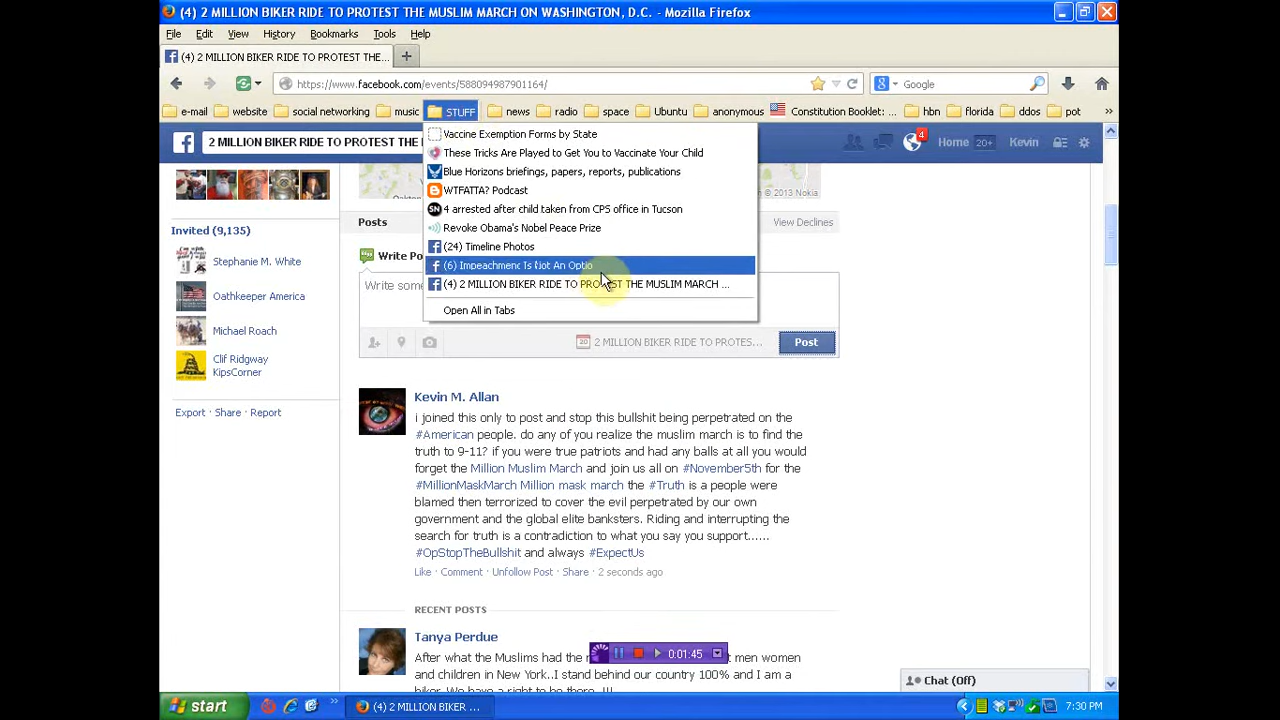 (4) 2 MILLION BIKER RIDE TO PROTEST THE MUSLIM MARCH ON WASHINGTON, D.C. - Mozilla Firefox
File Edit View History Bookmarks Tools Help
(4) 2 MILLION BIKER RIDE TO PROTEST THE...
https://www.facebook.com/events/588094987901164/
Google
e-mail website social networking music STUFF news radio space Ubuntu anonymous Constitution Booklet: ... hbn florida ddos pot
2 MILLION BIKER RIDE TO PROTEST THE
4 Home 20+ Kevin
Vaccine Exemption Forms by State
These Tricks Are Played to Get You to Vaccinate Your Child
Blue Horizons briefings, papers, reports, publications
WTFATTA? Podcast
SN 4 arrested after child taken from CPS office in Tucson
Revoke Obama's Nobel Peace Prize
(24) Timeline Photos
(6) Impeachment Is Not An Optio
(4) 2 MILLION BIKER RIDE TO PROTEST THE MUSLIM MARCH ...
Open All in Tabs
© 2013 Nokia
Invited (9,135)
Stephanie M. White
Oathkeeper America
Michael Roach
Clif Ridgway
KipsCorner
Export · Share · Report
Posts
View Declines
Write Po
Write som
20 2 MILLION BIKER RIDE TO PROTES...
Post
Kevin M. Allan
i joined this only to post and stop this bullshit being perpetrated on the
#American people. do any of you realize the muslim march is to find the
truth to 9-11? if you were true patriots and had any balls at all you would
forget the Million Muslim March and join us all on #November5th for the
#MillionMaskMarch Million mask march the #Truth is a people were
blamed then terrorized to cover the evil perpetrated by our own
government and the global elite banksters. Riding and interrupting the
search for truth is a contradiction to what you say you support......
#OpStopTheBullshit and always #ExpectUs
Like · Comment · Unfollow Post · Share · 2 seconds ago
RECENT POSTS
Tanya Perdue
After what the Muslims had the men women
and children in New York..I stand behind our country 100% and I am a
biker. We have a right to be there. !!!
0:01:45
Chat (Off)
start
(4) 2 MILLION BIKER ...
7:30 PM